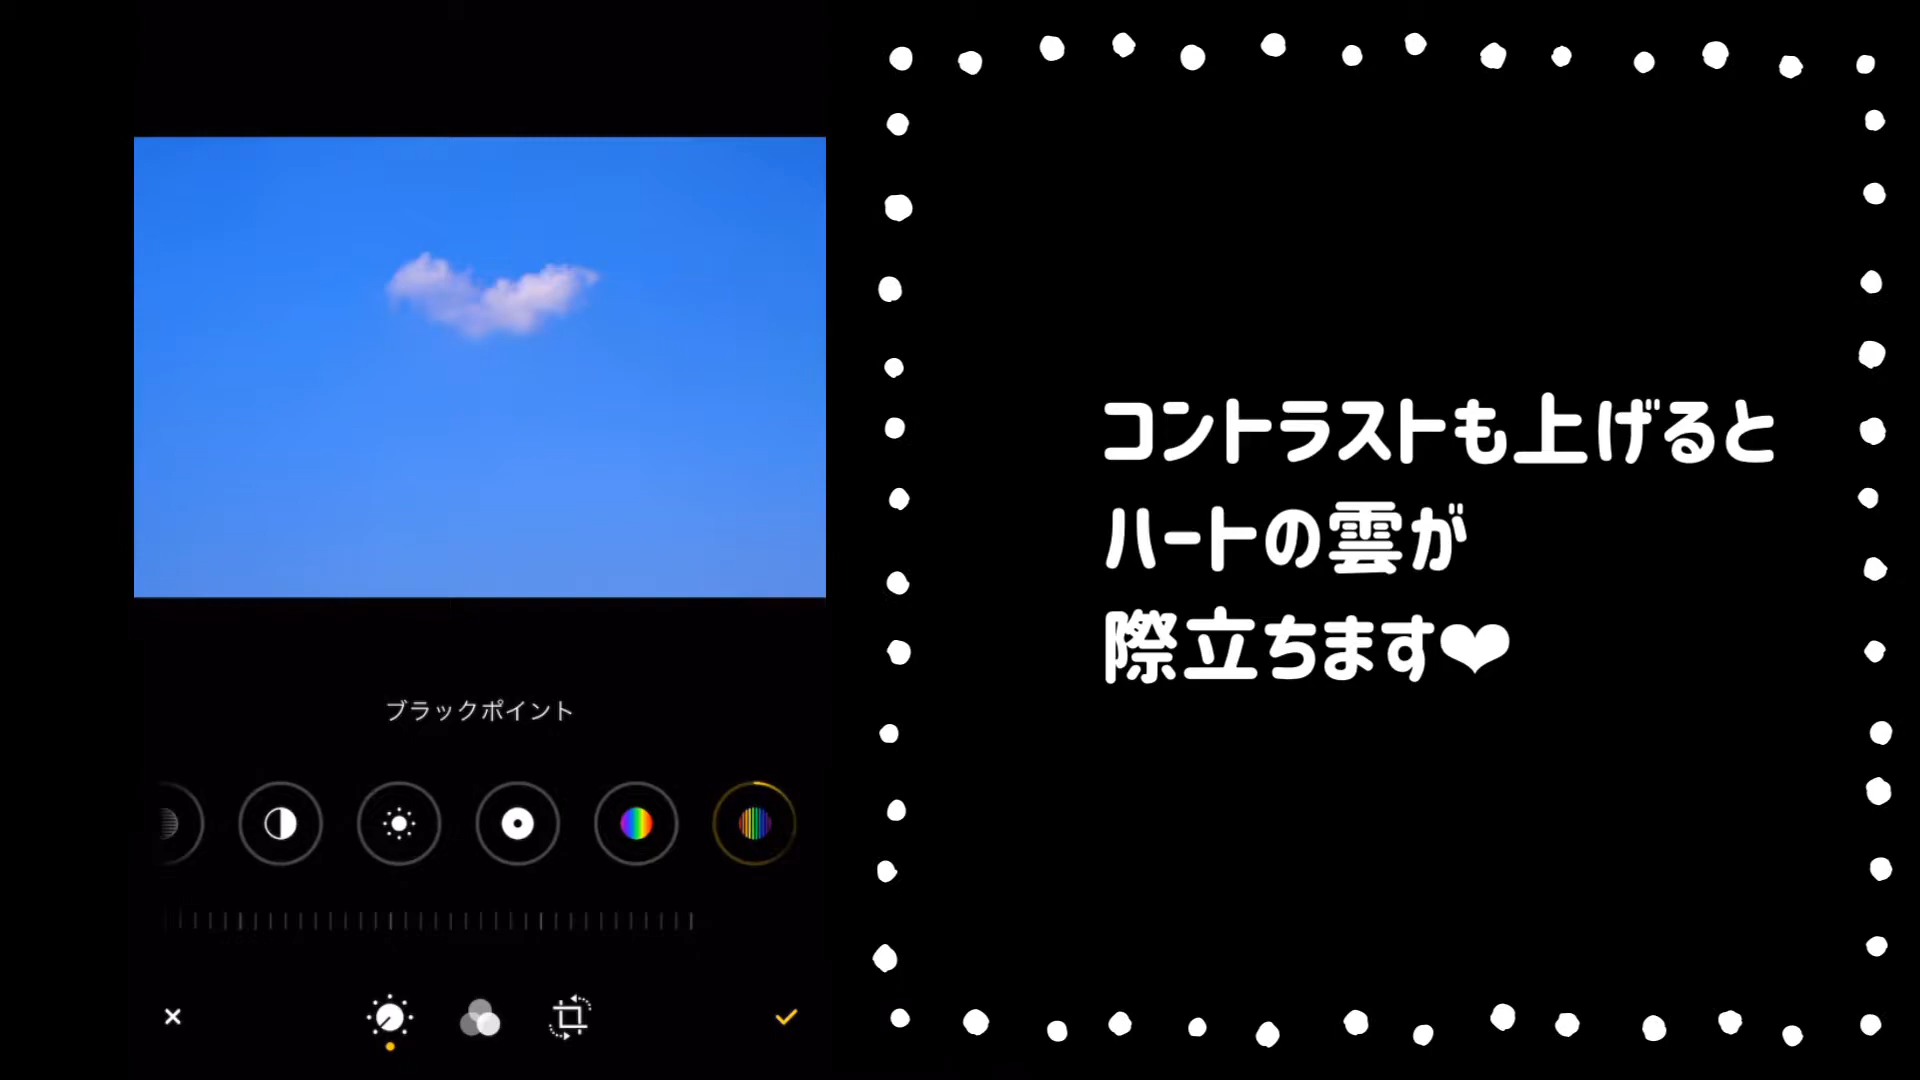 ブラックポイント
コントラストも上げると
ハートの雲が
際立ちます❤